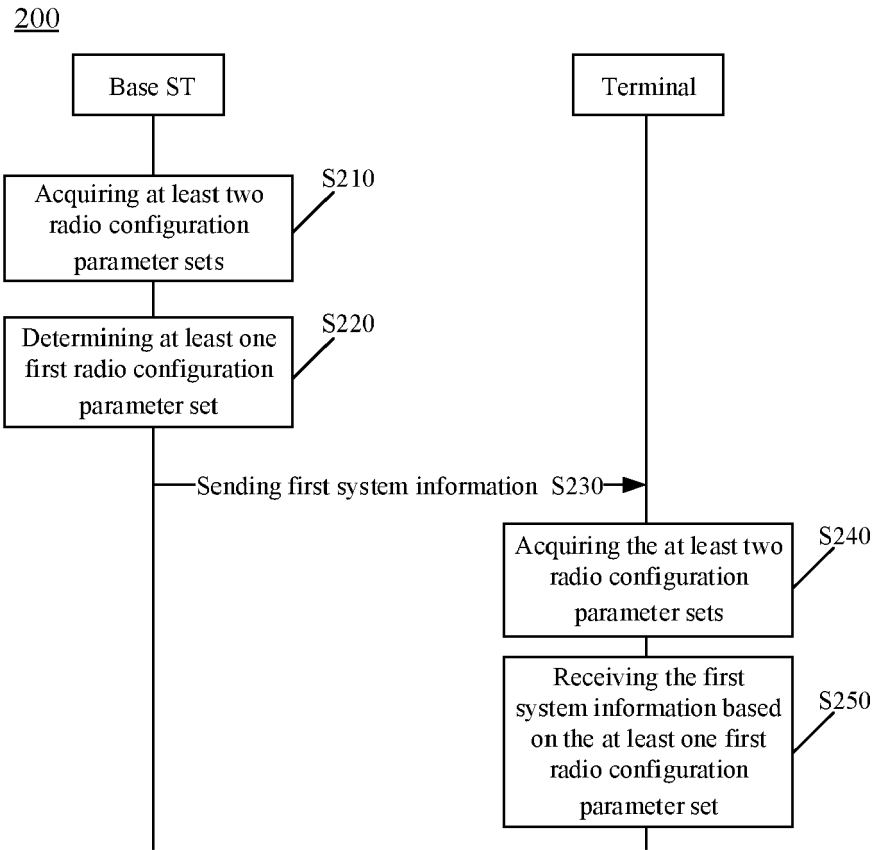 200
Base ST
Terminal
S210
Acquiring at least two
radio configuration
parameter sets
S220
Determining at least one
first radio configuration
parameter set
Sending first system information S230
S240
Acquiring the at least two
radio configuration
parameter sets
S250
Receiving the first
system information based
on the at least one first
radio configuration
parameter set